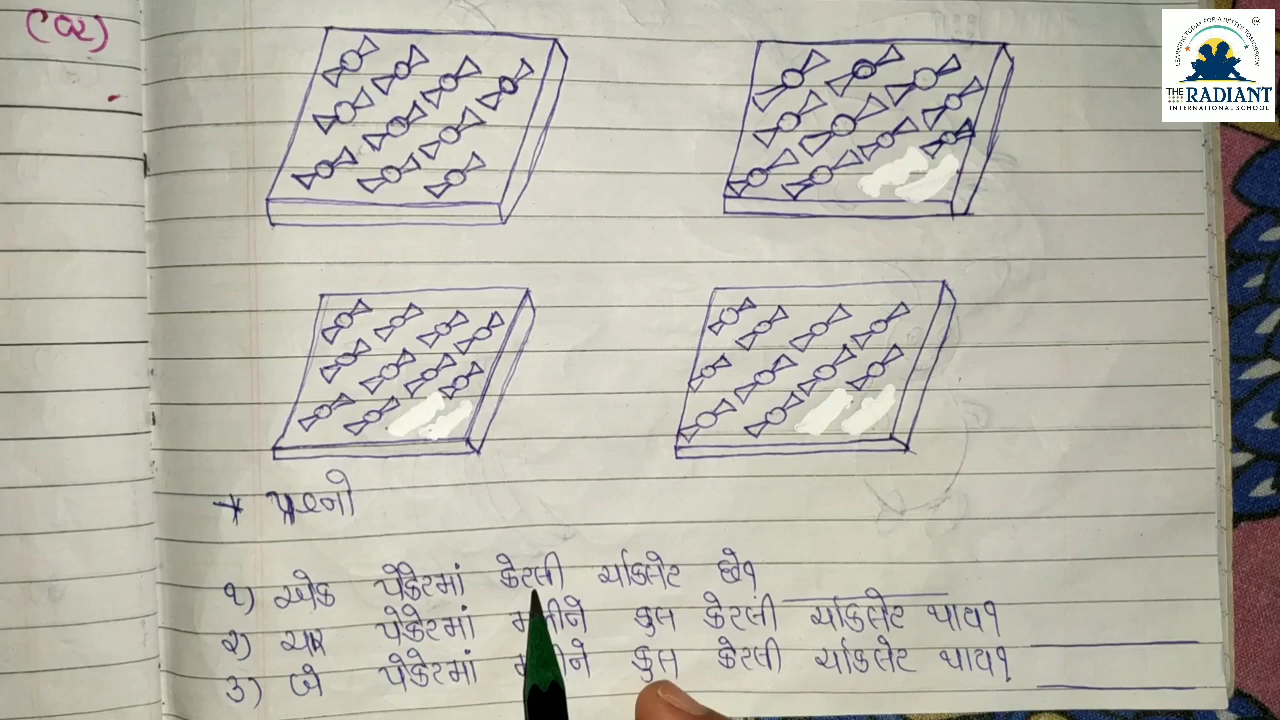 (બ્ર)
THE RADIANT
INTERNATIONAL SCHOOL
* પ્રશ્નો
૧) એક પેકેટમાં કેટલી ચોકલેટ છે?
૨) ચાર પેકેટમાં મળીને કુલ કેટલી ચોકલેટ થાય?
૩) બે પેકેટમાં મળીને કુલ કેટલી ચોકલેટ થાય?